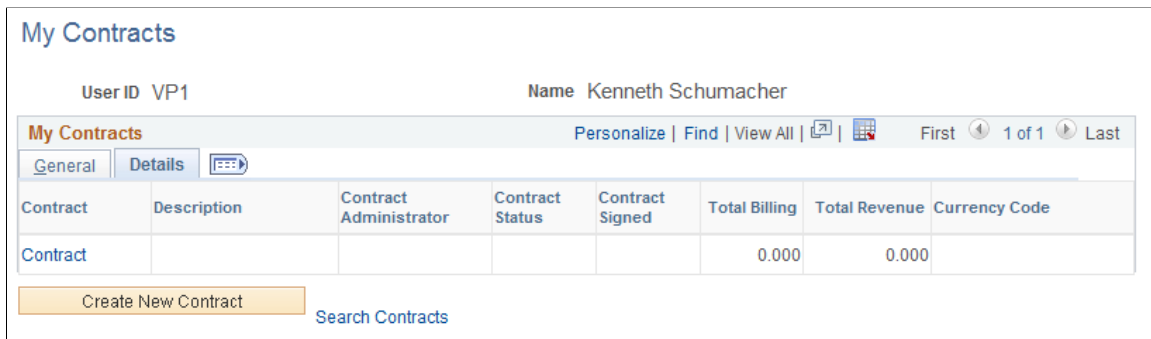 My Contracts
User ID VP1 Name Kenneth Schumacher
My Contracts Personalize | Find | View All | | First 1 of 1 Last
General Details
Contract Description Contract Administrator Contract Status Contract Signed Total Billing Total Revenue Currency Code
Contract 0.000 0.000
Create New Contract Search Contracts